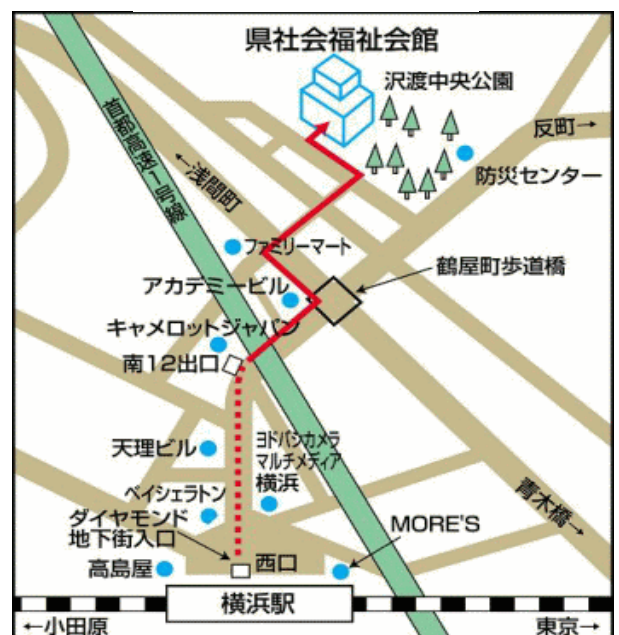 県社会福祉会館
沢渡中央公園
反町→
首都高速一号線
←浅間町
防災センター
ファミリーマート
鶴屋町歩道橋
アカデミービル
キャメロットジャパン
南12出口
ヨドバシカメラ
マルチメディア
横浜
天理ビル
ベイシェラトン
青木橋→
ダイヤモンド
地下街入口
MORE'S
西口
高島屋
横浜駅
←小田原
東京→